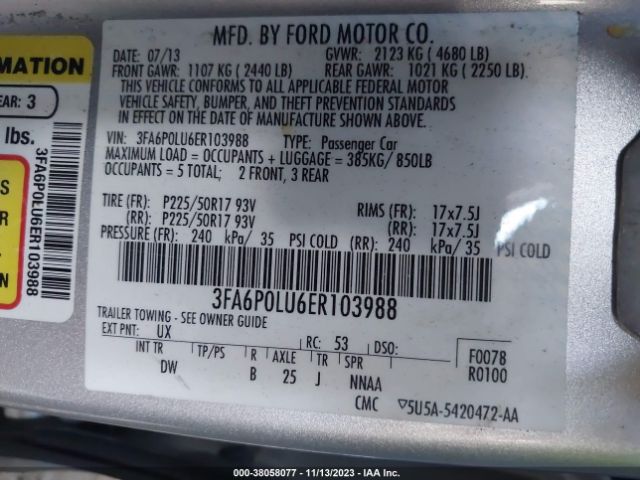 MFD. BY FORD MOTOR CO.
DATE: 07/13 GVWR: 2123 KG ( 4680 LB)
FRONT GAWR: 1107 KG ( 2440 LB) REAR GAWR: 1021 KG ( 2250 LB)
THIS VEHICLE CONFORMS TO ALL APPLICABLE FEDERAL MOTOR
VEHICLE SAFETY, BUMPER, AND THEFT PREVENTION STANDARDS
IN EFFECT ON THE DATE OF MANUFACTURE SHOWN ABOVE.
VIN: 3FA6P0LU6ER103988 TYPE: Passenger Car
MAXIMUM LOAD = OCCUPANTS + LUGGAGE = 385KG/ 850LB
OCCUPANTS = 5 TOTAL; 2 FRONT, 3 REAR
TIRE (FR): P225/50R17 93V RIMS (FR): 17x7.5J
(RR): P225/50R17 93V (RR): 17x7.5J
PRESSURE (FR): 240 kPa/ 35 PSI COLD (RR): 240 kPa/ 35 PSI COLD
3FA6P0LU6ER103988
TRAILER TOWING - SEE OWNER GUIDE
EXT PNT: UX RC: 53 DSO:
INT TR TP/PS R AXLE TR SPR F0078
DW B 25 J NNAA R0100
CMC ▽5U5A-5420472-AA
RMATION
EAR: 3
lbs.
3FA6P0LU6ER103988
S
R
000-38058077 - 11/13/2023 - IAA Inc.